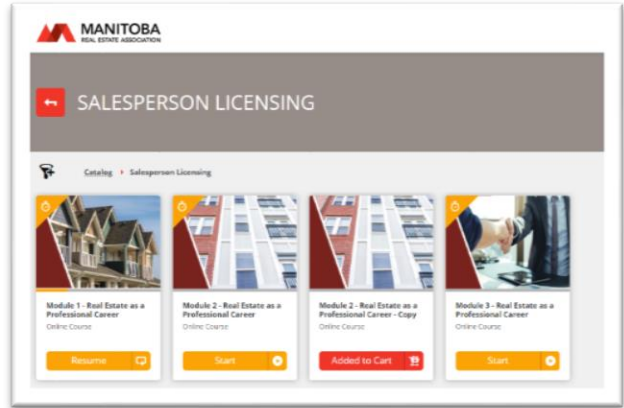 MANITOBA
REAL ESTATE ASSOCIATION
SALESPERSON LICENSING
Catalog Salesperson Licensing
Module 1 - Real Estate as a
Professional Career
Online Course
Resume
Module 2 - Real Estate as a
Professional Career
Online Course
Start
Module 2 - Real Estate as a
Professional Career - Copy
Online Course
Added to Cart
Module 3 - Real Estate as a
Professional Career
Online Course
Start